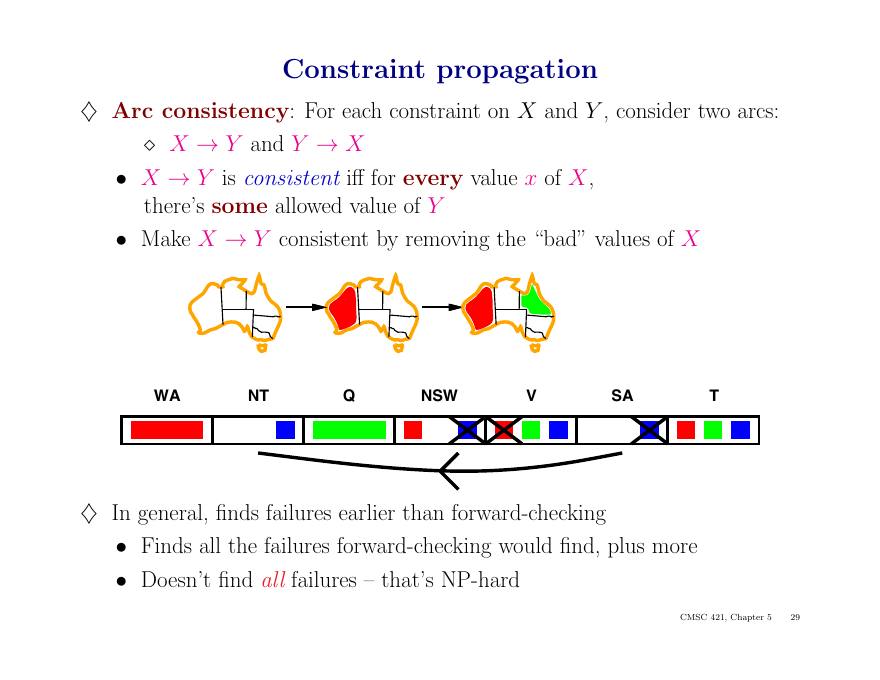 Constraint propagation
♢ Arc consistency: For each constraint on X and Y, consider two arcs:
⋄ X → Y and Y → X
• X → Y is consistent iff for every value x of X,
there's some allowed value of Y
• Make X → Y consistent by removing the “bad” values of X
WA NT Q NSW V SA T
♢ In general, finds failures earlier than forward-checking
• Finds all the failures forward-checking would find, plus more
• Doesn't find all failures – that's NP-hard
CMSC 421, Chapter 5 29